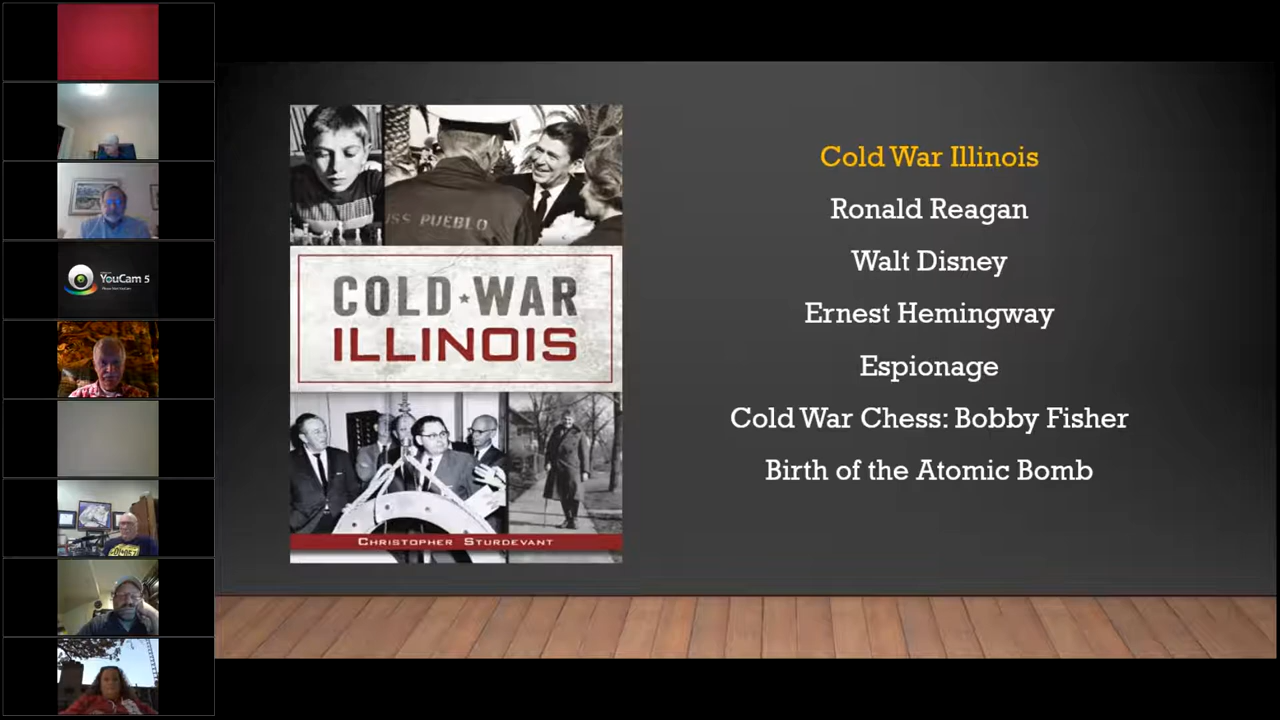 YouCam 5
USS PUEBLO
COLD★WAR
ILLINOIS
CHRISTOPHER STURDEVANT
Cold War Illinois
Ronald Reagan
Walt Disney
Ernest Hemingway
Espionage
Cold War Chess: Bobby Fisher
Birth of the Atomic Bomb